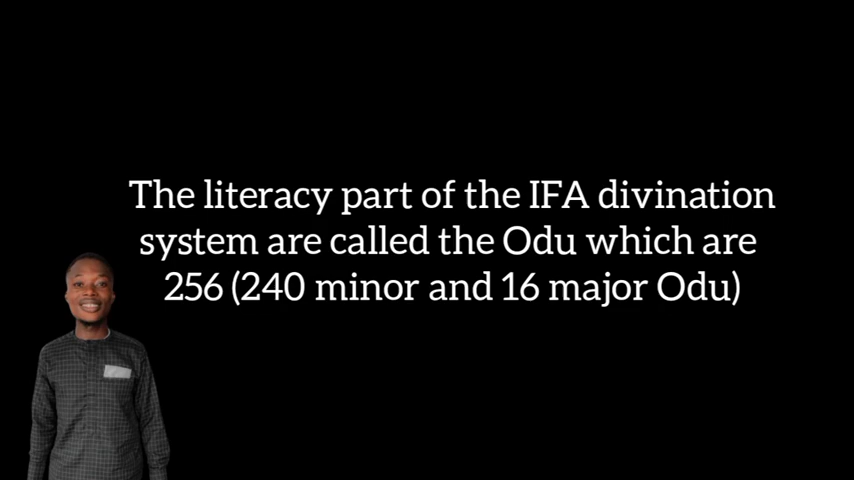 The literacy part of the IFA divination
system are called the Odu which are
256 (240 minor and 16 major Odu)